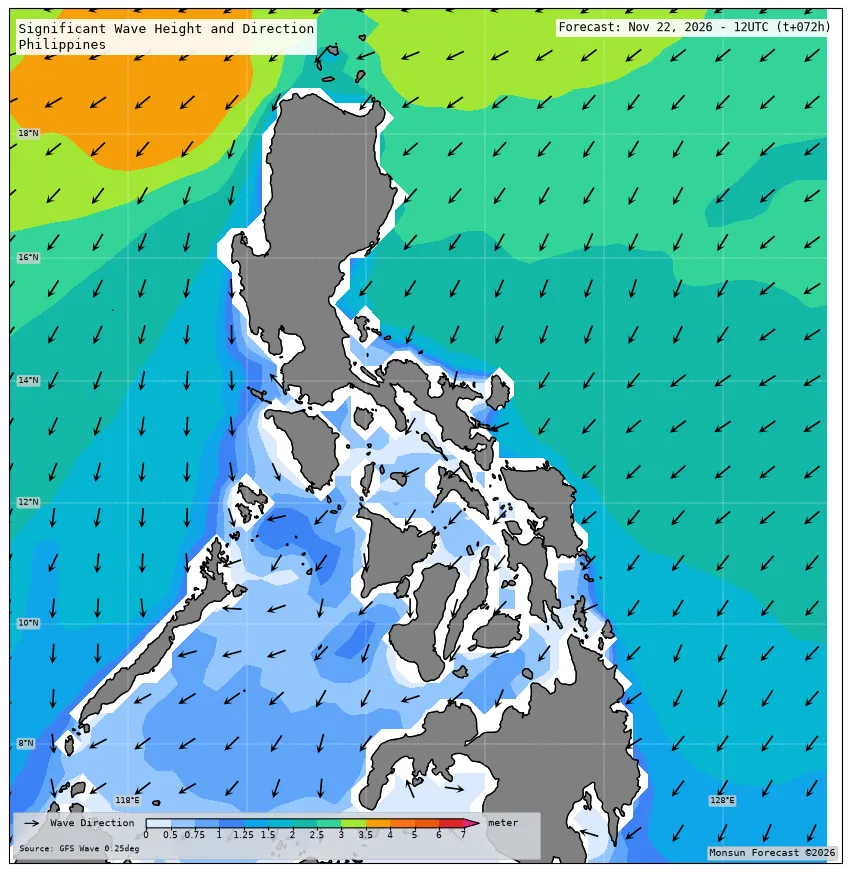 Significant Wave Height and Direction
Philippines
Forecast: Nov 22, 2026 - 12UTC (t+072h)
18°N
16°N
14°N
12°N
10°N
8°N
118°E
128°E
Wave Direction
0 0.5 0.75 1 1.25 1.5 2 2.5 3 3.5 4 5 6 7
meter
Source: GFS Wave 0.25deg
Monsun Forecast ©2026